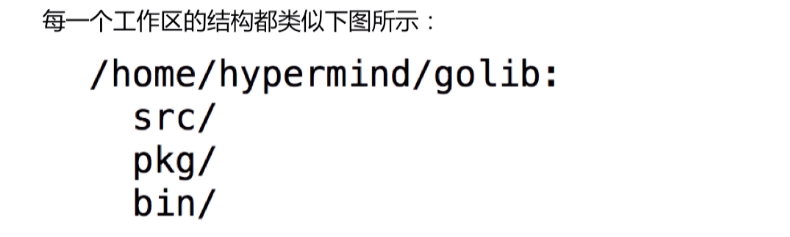 每一个工作区的结构都类似下图所示：
/home/hypermind/golib:
src/
pkg/
bin/